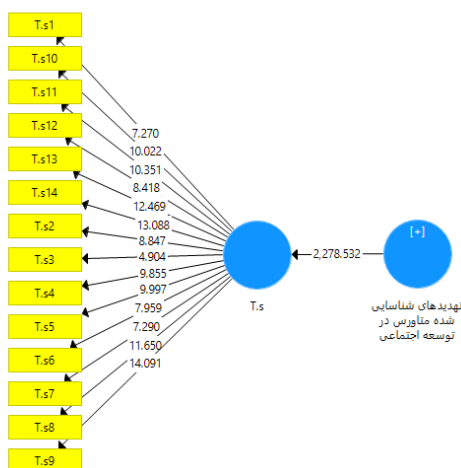 T.s1
T.s10
T.s11
T.s12
T.s13
T.s14
T.s2
T.s3
T.s4
T.s5
T.s6
T.s7
T.s8
T.s9
7.270
10.022
10.351
8.418
12.469
13.088
8.847
4.904
9.855
9.997
7.959
7.290
11.650
14.091
T.s
2,278.532
[+]
تهدیدهای شناسایی
شده متاورس در
توسعه اجتماعی